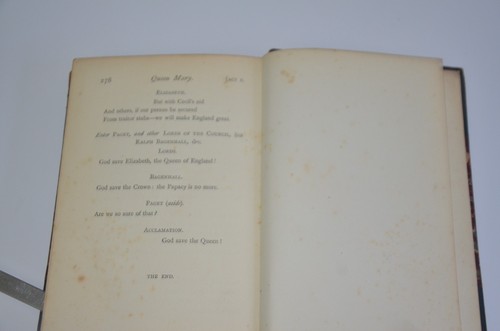 276 Queen Mary. [ACT V.
ELIZABETH.
But with Cecil's aid
And others, if our person be secured
From traitor stabs—we will make England great.
Enter PAGET, and other LORDS OF THE COUNCIL, SIR
RALPH BAGENHALL, &c.
LORDS.
God save Elizabeth, the Queen of England!
BAGENHALL.
God save the Crown: the Papacy is no more.
PAGET (aside).
Are we so sure of that?
ACCLAMATION.
God save the Queen!
THE END.